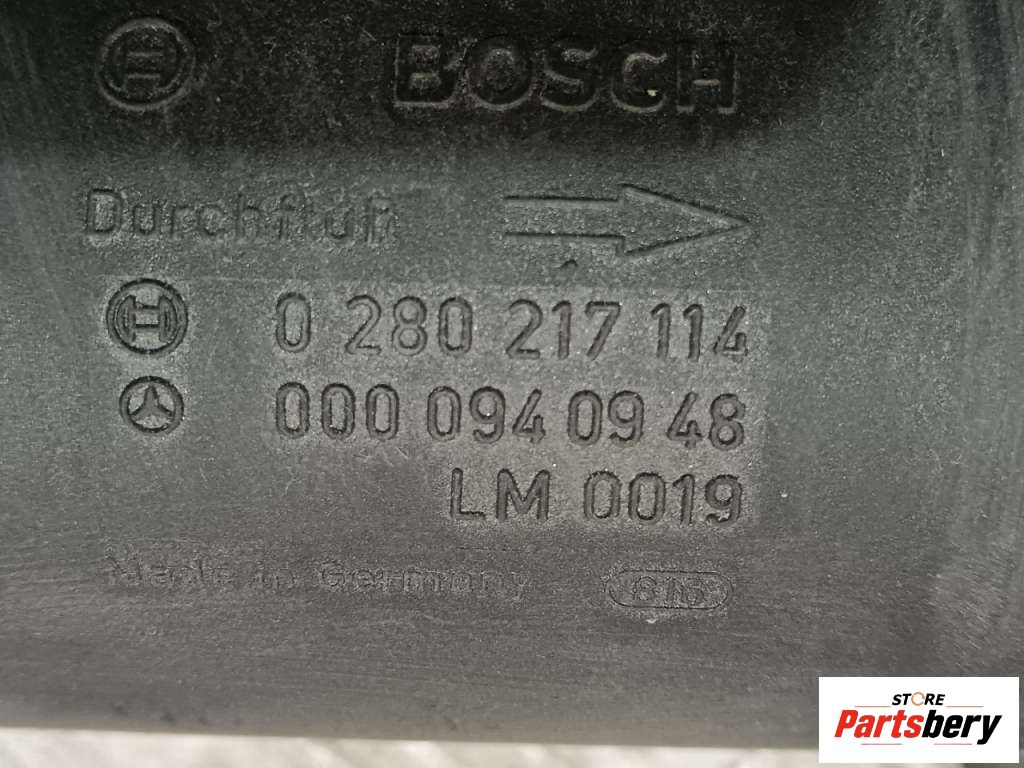 BOSCH
Durchfluß
0 280 217 114
000 094 09 48
LM 0019
Made in Germany
STORE
Partsbery